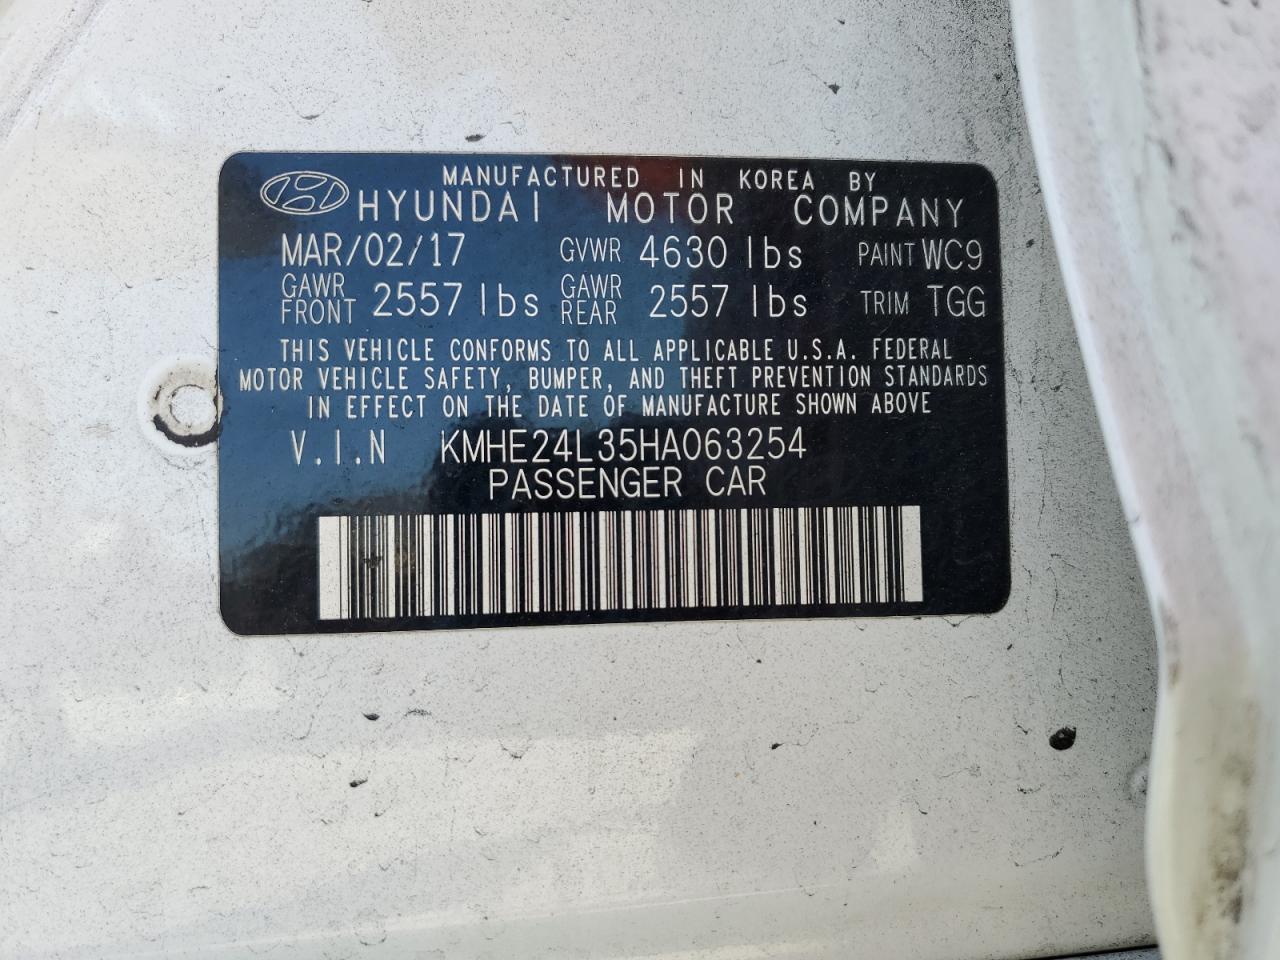 MANUFACTURED IN KOREA BY
HYUNDAI MOTOR COMPANY
MAR/02/17 GVWR 4630 lbs PAINT WC9
GAWR FRONT 2557 lbs GAWR REAR 2557 lbs TRIM TGG
THIS VEHICLE CONFORMS TO ALL APPLICABLE U.S.A. FEDERAL
MOTOR VEHICLE SAFETY, BUMPER, AND THEFT PREVENTION STANDARDS
IN EFFECT ON THE DATE OF MANUFACTURE SHOWN ABOVE
V.I.N KMHE24L35HA063254
PASSENGER CAR